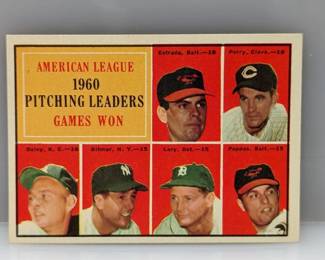 AMERICAN LEAGUE
1960
PITCHING LEADERS
GAMES WON
Estrada, Balt.—18
Perry, Cleve.—18
Daley, K. C.—16
Ditmar, N. Y.—15
Lary, Det.—15
Pappas, Balt.—15